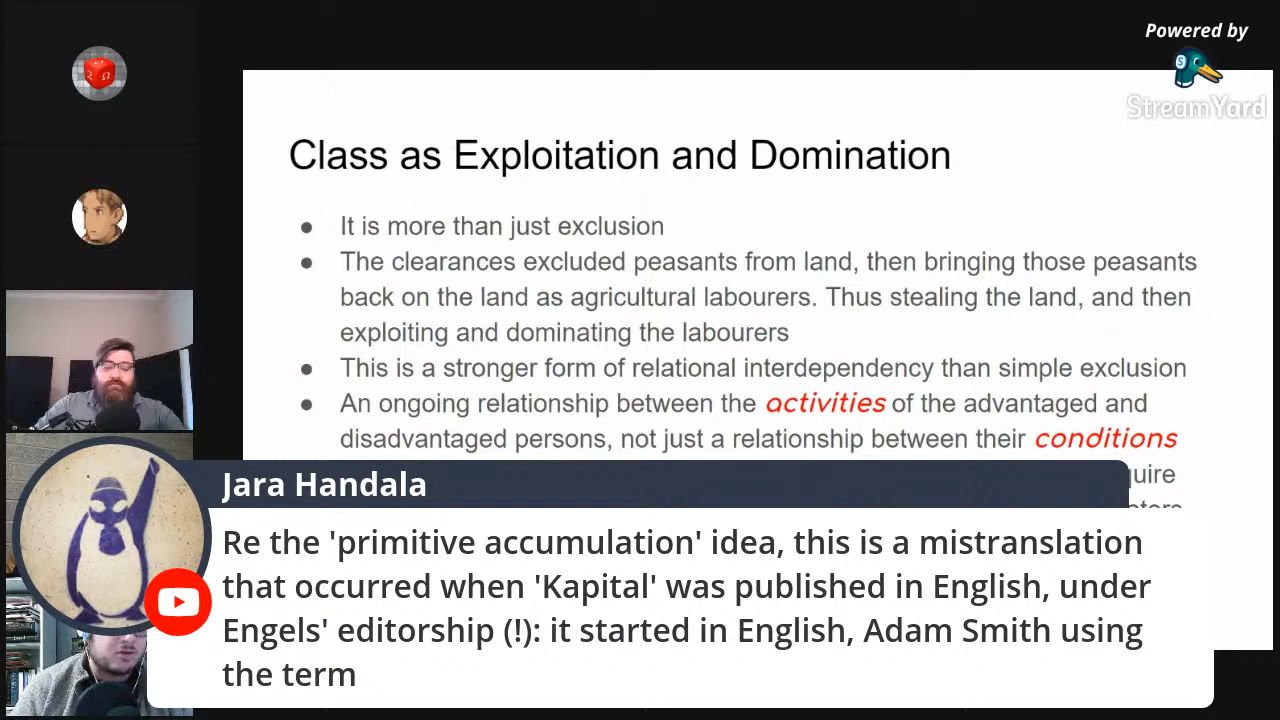 Powered by
StreamYard
Class as Exploitation and Domination
● It is more than just exclusion
● The clearances excluded peasants from land, then bringing those peasants
back on the land as agricultural labourers. Thus stealing the land, and then
exploiting and dominating the labourers
● This is a stronger form of relational interdependency than simple exclusion
● An ongoing relationship between the activities of the advantaged and
disadvantaged persons, not just a relationship between their conditions
Jara Handala
Re the 'primitive accumulation' idea, this is a mistranslation
that occurred when 'Kapital' was published in English, under
Engels' editorship (!): it started in English, Adam Smith using
the term